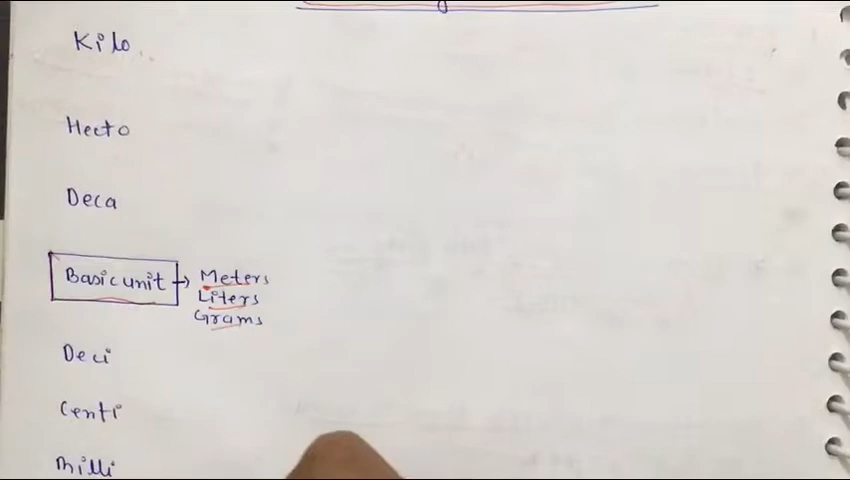 Kilo
Hecto
Deca
Basic unit → Meters
Liters
Grams
Deci
Centi
Milli